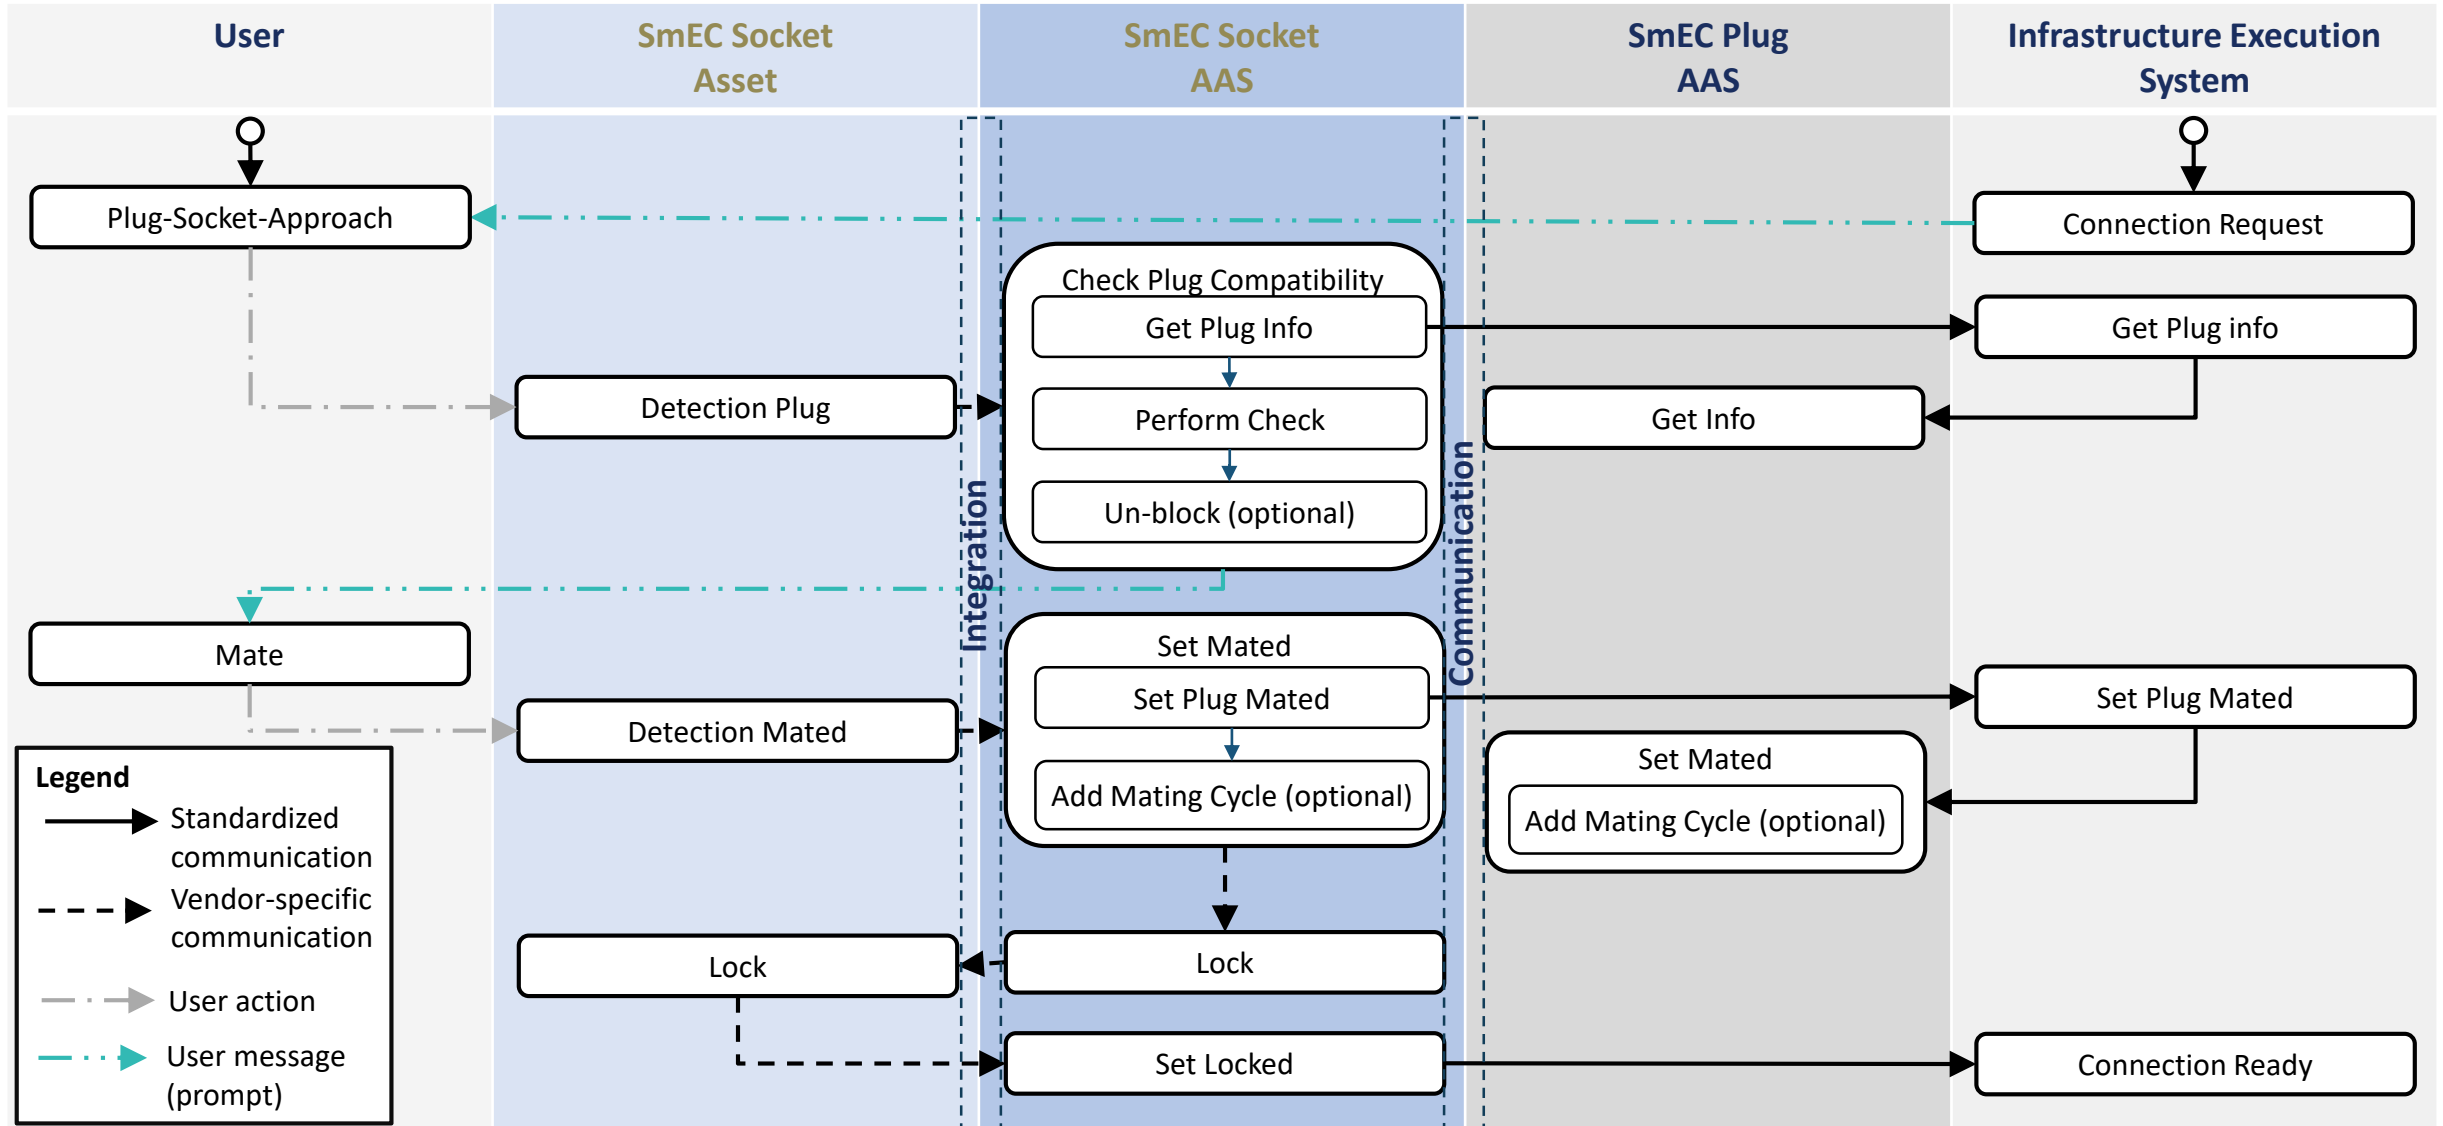 User
SmEC Socket
Asset
SmEC Socket
AAS
SmEC Plug
AAS
Infrastructure Execution
System
Plug-Socket-Approach
Connection Request
Check Plug Compatibility
Get Plug Info
Get Plug info
Detection Plug
Perform Check
Get Info
Un-block (optional)
Integration
Communication
Mate
Set Mated
Set Plug Mated
Set Plug Mated
Detection Mated
Add Mating Cycle (optional)
Set Mated
Add Mating Cycle (optional)
Legend
Standardized
communication
Vendor-specific
communication
User action
User message
(prompt)
Lock
Lock
Set Locked
Connection Ready